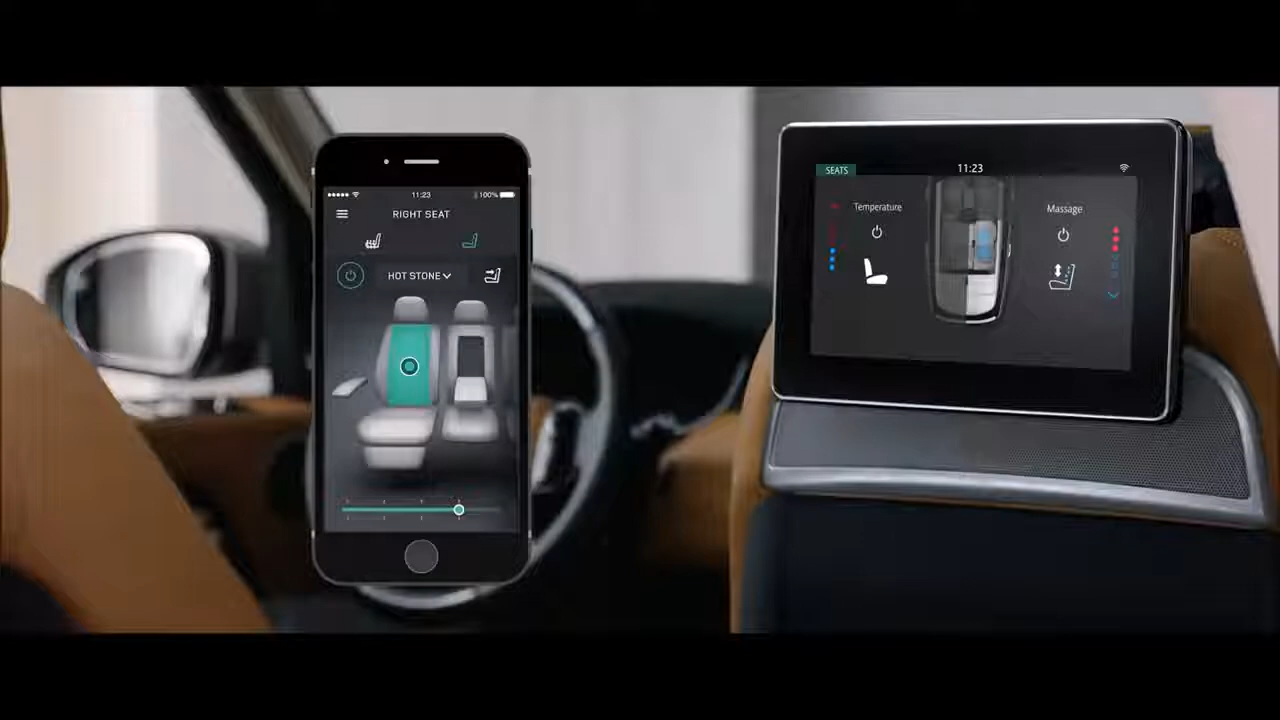 11:23
100%
RIGHT SEAT
HOT STONE
SEATS
11:23
Temperature
Massage